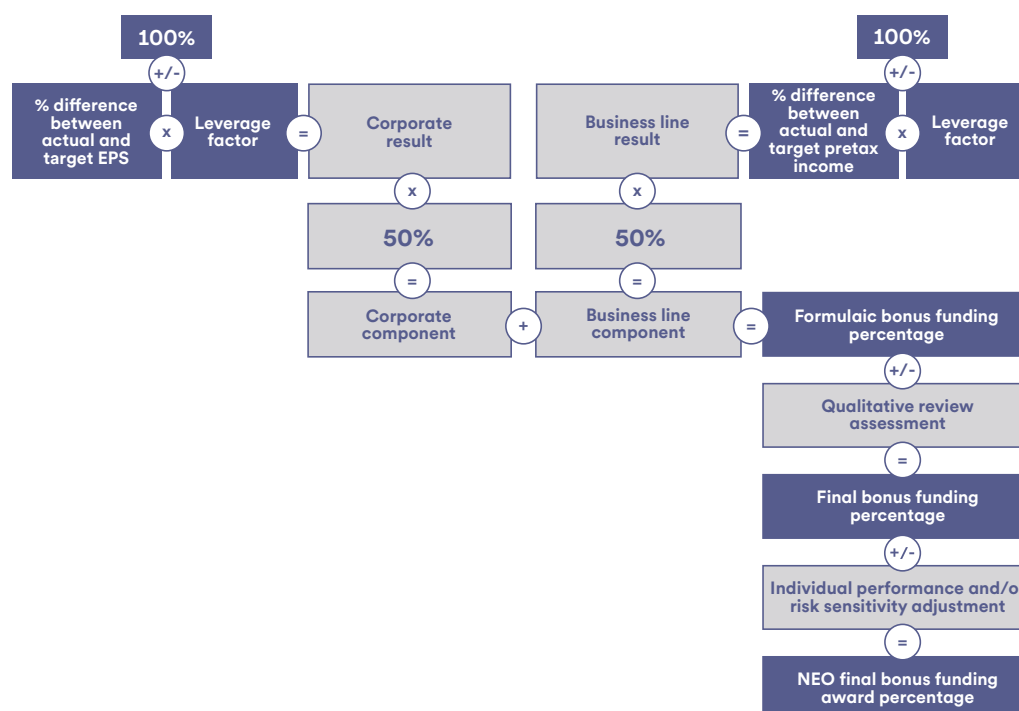 100%
100%
+/-
+/-
% difference
between
actual and
target EPS
x
Leverage
factor
=
Corporate
result
Business line
result
=
% difference
between
actual and
target pretax
income
x
Leverage
factor
x
x
50%
50%
=
=
Corporate
component
+
Business line
component
=
Formulaic bonus funding
percentage
+/-
Qualitative review
assessment
=
Final bonus funding
percentage
+/-
Individual performance and/o
risk sensitivity adjustment
=
NEO final bonus funding
award percentage